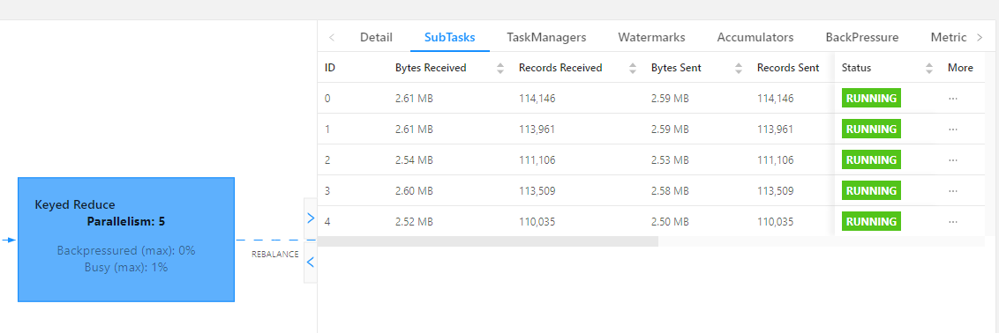 Detail SubTasks TaskManagers Watermarks Accumulators BackPressure Metric
ID Bytes Received Records Received Bytes Sent Records Sent Status More
0 2.61 MB 114,146 2.59 MB 114,146 RUNNING ...
1 2.61 MB 113,961 2.59 MB 113,961 RUNNING ...
2 2.54 MB 111,106 2.53 MB 111,106 RUNNING ...
3 2.60 MB 113,509 2.58 MB 113,509 RUNNING ...
4 2.52 MB 110,035 2.50 MB 110,035 RUNNING ...
Keyed Reduce
Parallelism: 5
Backpressured (max): 0%
Busy (max): 1%
REBALANCE